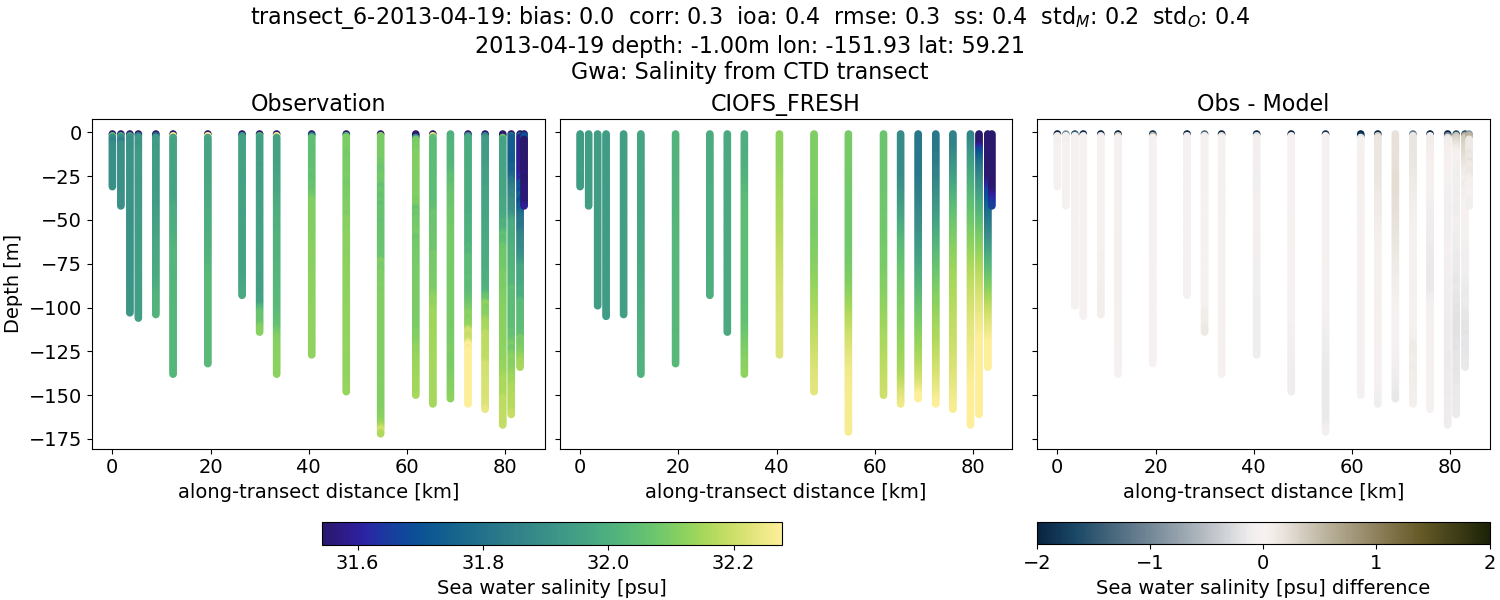 transect_6-2013-04-19: bias: 0.0 corr: 0.3 ioa: 0.4 rmse: 0.3 ss: 0.4 std_M: 0.2 std_O: 0.4
2013-04-19 depth: -1.00m lon: -151.93 lat: 59.21
Gwa: Salinity from CTD transect
Observation
CIOFS_FRESH
Obs - Model
Depth [m]
0
−25
−50
−75
−100
−125
−150
−175
0 20 40 60 80
0 20 40 60 80
0 20 40 60 80
along-transect distance [km]
along-transect distance [km]
along-transect distance [km]
31.6 31.8 32.0 32.2
Sea water salinity [psu]
−2 −1 0 1 2
Sea water salinity [psu] difference